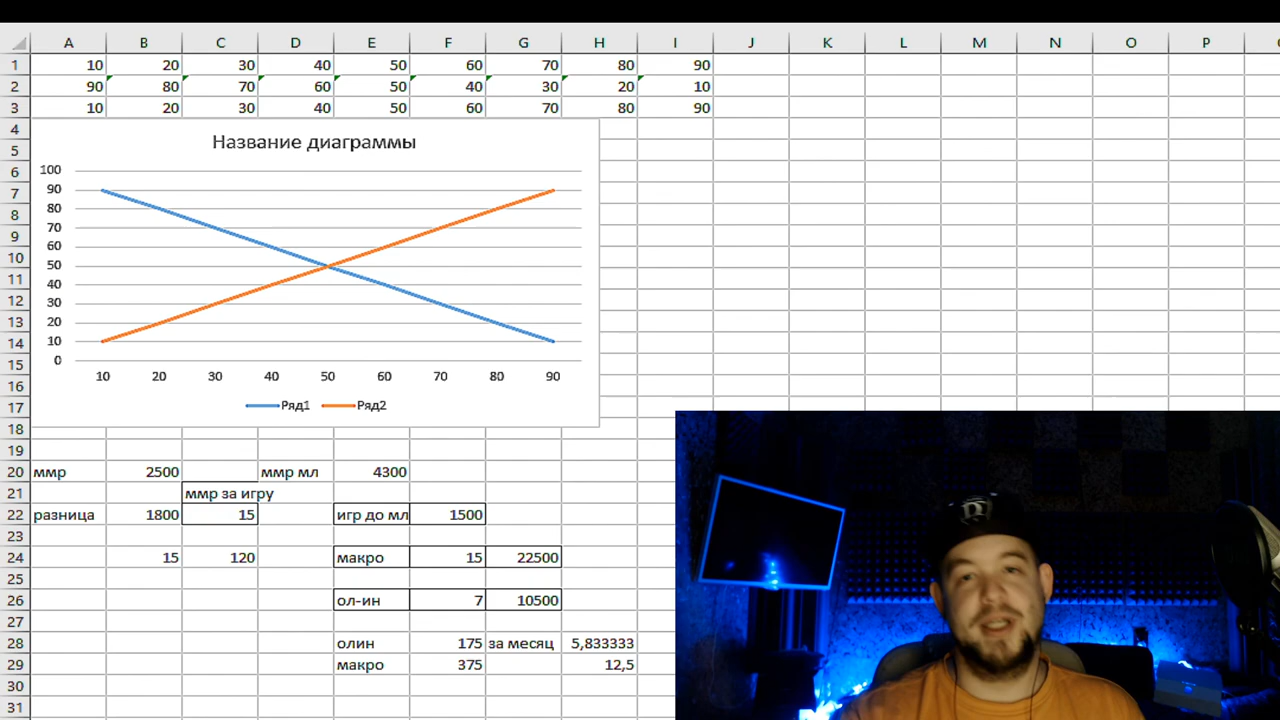 A B C D E F G H I J K L M N O P
1 10 20 30 40 50 60 70 80 90
2 90 80 70 60 50 40 30 20 10
3 10 20 30 40 50 60 70 80 90
4
Название диаграммы
5
6 100
7 90
8 80
9 70
10 60
11 50
12 40
13 30
14 20
15 10
16 0
10 20 30 40 50 60 70 80 90
17 Ряд1 Ряд2
18
19
20 ммр 2500 ммр мл 4300
21 ммр за игру
22 разница 1800 15 игр до мл 1500
23
24 15 120 макро 15 22500
25
26 ол-ин 7 10500
27
28 олин 175 за месяц 5,833333
29 макро 375 12,5
30
31